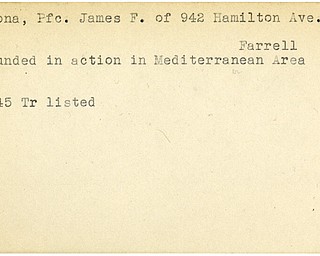 ona, Pfc. James F. of 942 Hamilton Ave.
Farrell
unded in action in Mediterranean Area
45 Tr listed